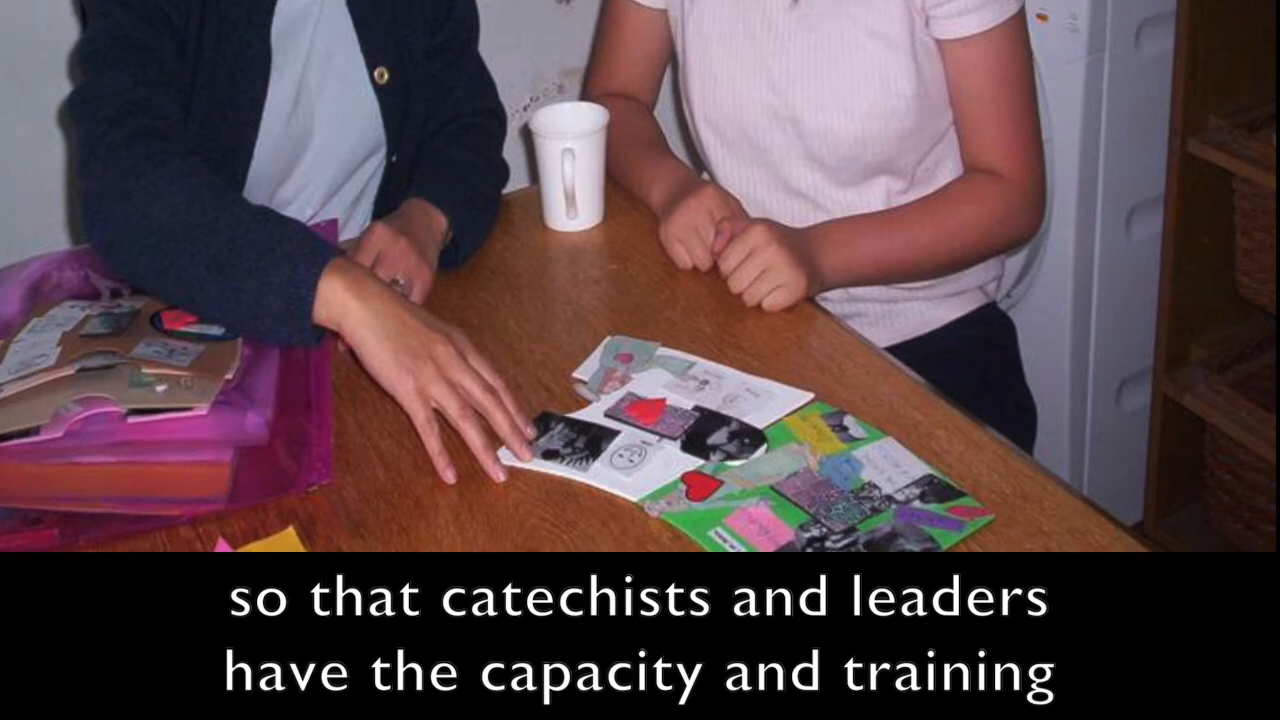 so that catechists and leaders
have the capacity and training